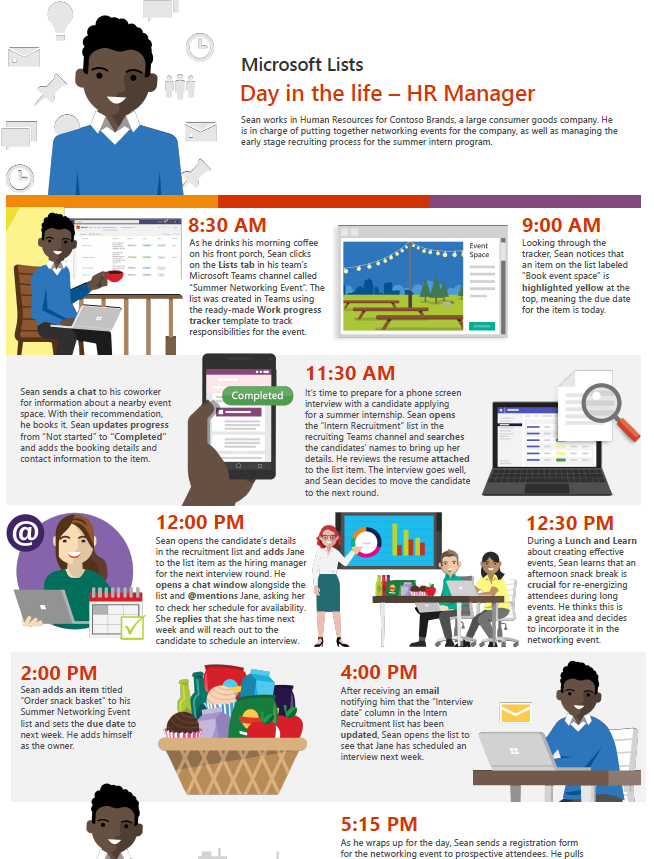 Microsoft Lists
Day in the life – HR Manager
Sean works in Human Resources for Contoso Brands, a large consumer goods company. He
is in charge of putting together networking events for the company, as well as managing the
early stage recruiting process for the summer intern program.
8:30 AM
As he drinks his morning coffee
on his front porch, Sean clicks
on the Lists tab in his team's
Microsoft Teams channel called
"Summer Networking Event". The
list was created in Teams using
the ready-made Work progress
tracker template to track
responsibilities for the event.
Event
Space
9:00 AM
Looking through the
tracker, Sean notices that
an item on the list labeled
"Book event space" is
highlighted yellow at the
top, meaning the due date
for the item is today.
Sean sends a chat to his coworker
for information about a nearby event
space. With their recommendation,
he books it. Sean updates progress
from "Not started" to "Completed"
and adds the booking details and
contact information to the item.
Completed
11:30 AM
It's time to prepare for a phone screen
interview with a candidate applying
for a summer internship. Sean opens
the "Intern Recruitment" list in the
recruiting Teams channel and searches
the candidates' names to bring up her
details. He reviews the resume attached
to the list item. The interview goes well,
and Sean decides to move the candidate
to the next round.
@
12:00 PM
Sean opens the candidate's details
in the recruitment list and adds Jane
to the list item as the hiring manager
for the next interview round. He
opens a chat window alongside the
list and @mentions Jane, asking her
to check her schedule for availability.
She replies that she has time next
week and will reach out to the
candidate to schedule an interview.
12:30 PM
During a Lunch and Learn
about creating effective
events, Sean learns that an
afternoon snack break is
crucial for re-energizing
attendees during long
events. He thinks this is
a great idea and decides
to incorporate it in the
networking event.
2:00 PM
Sean adds an item titled
"Order snack basket" to his
Summer Networking Event
list and sets the due date to
next week. He adds himself
as the owner.
4:00 PM
After receiving an email
notifying him that the "Interview
date" column in the Intern
Recruitment list has been
updated, Sean opens the list to
see that Jane has scheduled an
interview next week.
5:15 PM
As he wraps up for the day, Sean sends a registration form
for the networking event to prospective attendees. He pulls